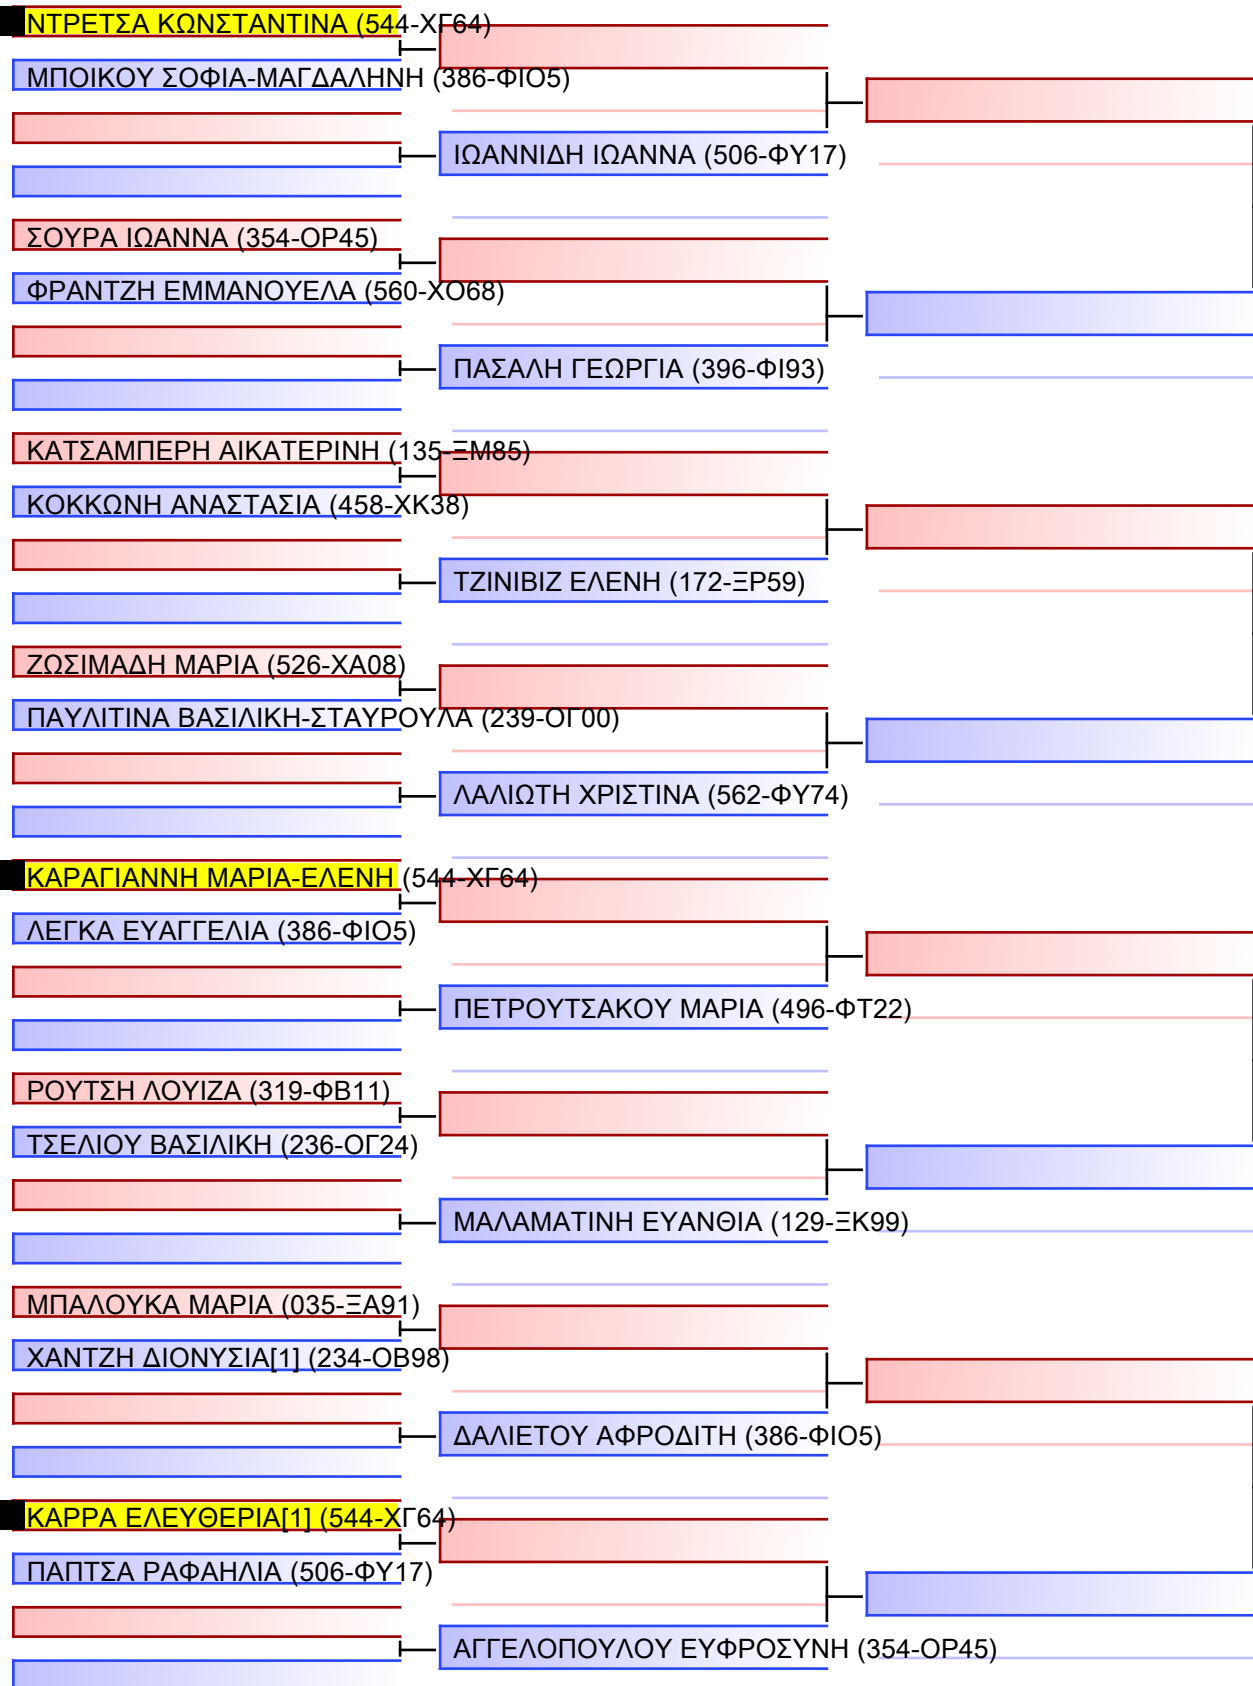 ΝΤΡΕΤΣΑ ΚΩΝΣΤΑΝΤΙΝΑ (544-ΧΓ64)
ΜΠΟΙΚΟΥ ΣΟΦΙΑ-ΜΑΓΔΑΛΗΝΗ (386-ΦΙΟ5)
ΙΩΑΝΝΙΔΗ ΙΩΑΝΝΑ (506-ΦΥ17)
ΣΟΥΡΑ ΙΩΑΝΝΑ (354-ΟΡ45)
ΦΡΑΝΤΖΗ ΕΜΜΑΝΟΥΕΛΑ (560-ΧΟ68)
ΠΑΣΑΛΗ ΓΕΩΡΓΙΑ (396-ΦΙ93)
ΚΑΤΣΑΜΠΕΡΗ ΑΙΚΑΤΕΡΙΝΗ (135-ΞΜ85)
ΚΟΚΚΩΝΗ ΑΝΑΣΤΑΣΙΑ (458-ΧΚ38)
ΤΖΙΝΙΒΙΖ ΕΛΕΝΗ (172-ΞΡ59)
ΖΩΣΙΜΑΔΗ ΜΑΡΙΑ (526-ΧΑ08)
ΠΑΥΛΙΤΙΝΑ ΒΑΣΙΛΙΚΗ-ΣΤΑΥΡΟΥΛΑ (239-ΟΓ00)
ΛΑΛΙΩΤΗ ΧΡΙΣΤΙΝΑ (562-ΦΥ74)
ΚΑΡΑΓΙΑΝΝΗ ΜΑΡΙΑ-ΕΛΕΝΗ (544-ΧΓ64)
ΛΕΓΚΑ ΕΥΑΓΓΕΛΙΑ (386-ΦΙΟ5)
ΠΕΤΡΟΥΤΣΑΚΟΥ ΜΑΡΙΑ (496-ΦΤ22)
ΡΟΥΤΣΗ ΛΟΥΙΖΑ (319-ΦΒ11)
ΤΣΕΛΙΟΥ ΒΑΣΙΛΙΚΗ (236-ΟΓ24)
ΜΑΛΑΜΑΤΙΝΗ ΕΥΑΝΘΙΑ (129-ΞΚ99)
ΜΠΑΛΟΥΚΑ ΜΑΡΙΑ (035-ΞΑ91)
ΧΑΝΤΖΗ ΔΙΟΝΥΣΙΑ[1] (234-ΟΒ98)
ΔΑΛΙΕΤΟΥ ΑΦΡΟΔΙΤΗ (386-ΦΙΟ5)
ΚΑΡΡΑ ΕΛΕΥΘΕΡΙΑ[1] (544-ΧΓ64)
ΠΑΠΤΣΑ ΡΑΦΑΗΛΙΑ (506-ΦΥ17)
ΑΓΓΕΛΟΠΟΥΛΟΥ ΕΥΦΡΟΣΥΝΗ (354-ΟΡ45)